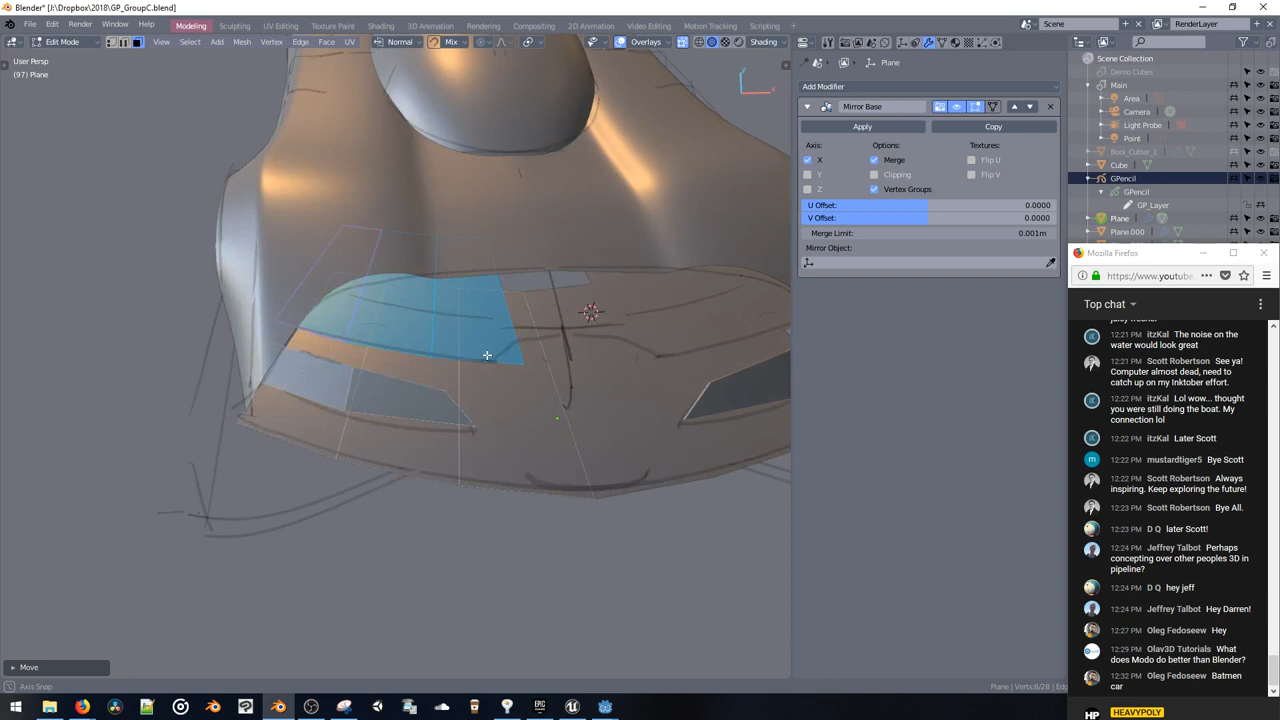 Blender* [J:\Dropbox\2018\GP_GroupC.blend]
File Edit Render Window Help Modeling Sculpting UV Editing Texture Paint Shading 3D Animation Rendering Compositing 2D Animation Video Editing Motion Tracking Scripting Scene RenderLayer
Edit Mode View Select Add Mesh Vertex Edge Face UV Normal Mix Overlays Shading
User Persp
(97) Plane
Plane
Add Modifier
Mirror Base
Apply Copy
Axis: Options: Textures:
X Merge Flip U
Y Clipping Flip V
Z Vertex Groups
U Offset: 0.0000
V Offset: 0.0000
Merge Limit: 0.001m
Mirror Object:
Scene Collection
Demo Cubes
Main
Area
Camera
Light Probe
Point
Bool_Cutter_1
Cube
GPencil
GPencil
GP_Layer
Plane
Plane.000
Mozilla Firefox
https://www.youtube
Top chat
juicy fresher
12:21 PM itzKal The noise on the
water would look great
12:21 PM Scott Robertson See ya!
Computer almost dead, need to
catch up on my Inktober effort.
12:22 PM itzKal Lol wow... thought
you were still doing the boat. My
connection lol
12:22 PM itzKal Later Scott
12:22 PM mustardtiger5 Bye Scott
12:22 PM Scott Robertson Always
inspiring. Keep exploring the future!
12:23 PM Scott Robertson Bye All.
12:23 PM D Q later Scott!
12:24 PM Jeffrey Talbot Perhaps
concepting over other peoples 3D in
pipeline?
12:24 PM D Q hey jeff
12:24 PM Jeffrey Talbot Hey Darren!
12:27 PM Oleg Fedoseew Hey
12:29 PM Olav3D Tutorials What
does Modo do better than Blender?
12:32 PM Oleg Fedoseew Batmen
car
HP HEAVYPOLY
Move
Axis Snap
Plane | Verts:8/28 | Edg